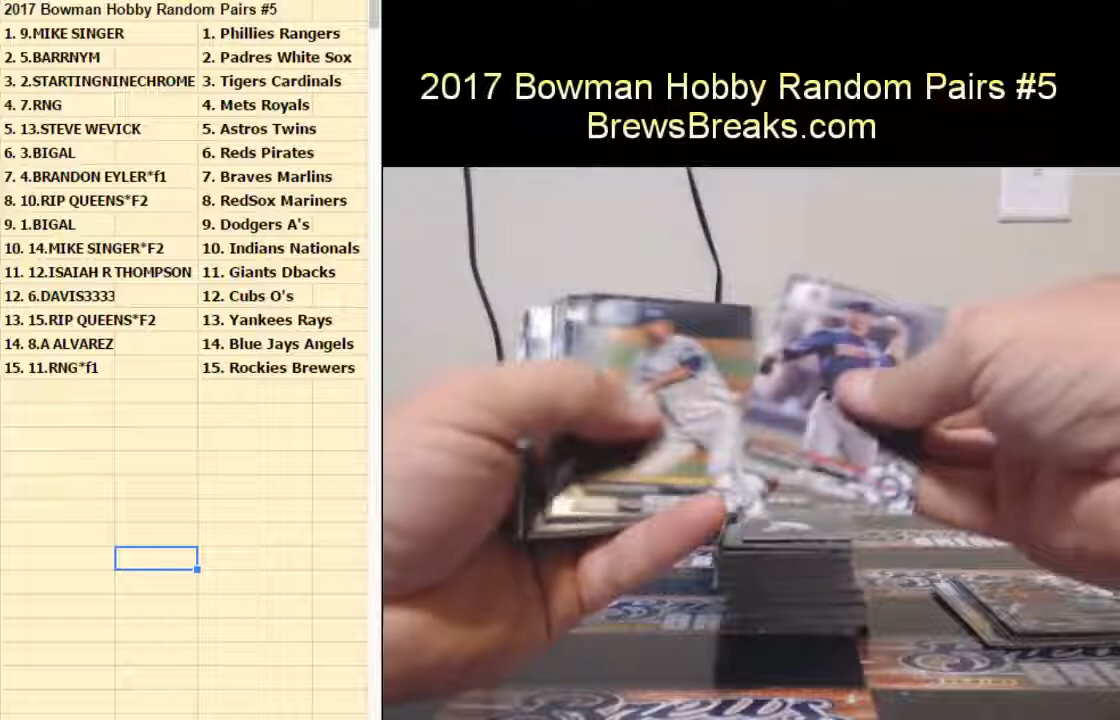 2017 Bowman Hobby Random Pairs #5
1. 9.MIKE SINGER 1. Phillies Rangers
2. 5.BARRNYM 2. Padres White Sox
3. 2.STARTINGNINECHROME 3. Tigers Cardinals
4. 7.RNG 4. Mets Royals
5. 13.STEVE WEVICK 5. Astros Twins
6. 3.BIGAL 6. Reds Pirates
7. 4.BRANDON EYLER*f1 7. Braves Marlins
8. 10.RIP QUEENS*F2 8. RedSox Mariners
9. 1.BIGAL 9. Dodgers A's
10. 14.MIKE SINGER*F2 10. Indians Nationals
11. 12.ISAIAH R THOMPSON 11. Giants Dbacks
12. 6.DAVIS3333 12. Cubs O's
13. 15.RIP QUEENS*F2 13. Yankees Rays
14. 8.A ALVAREZ 14. Blue Jays Angels
15. 11.RNG*f1 15. Rockies Brewers
2017 Bowman Hobby Random Pairs #5
BrewsBreaks.com